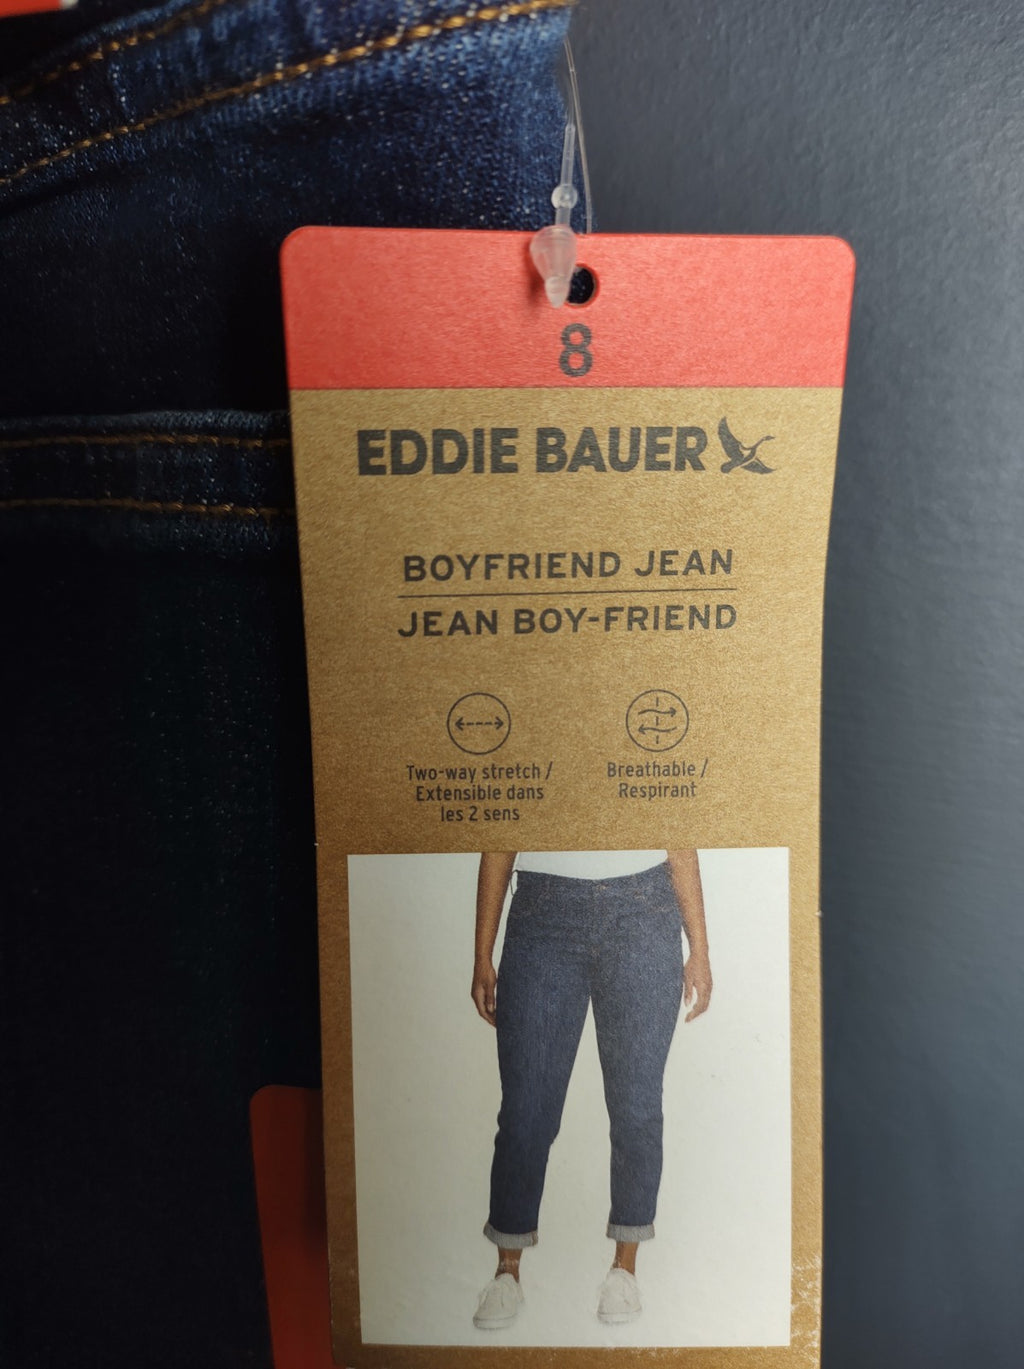 8
EDDIE BAUER
BOYFRIEND JEAN
JEAN BOY-FRIEND
Two-way stretch /
Extensible dans
les 2 sens
Breathable /
Respirant